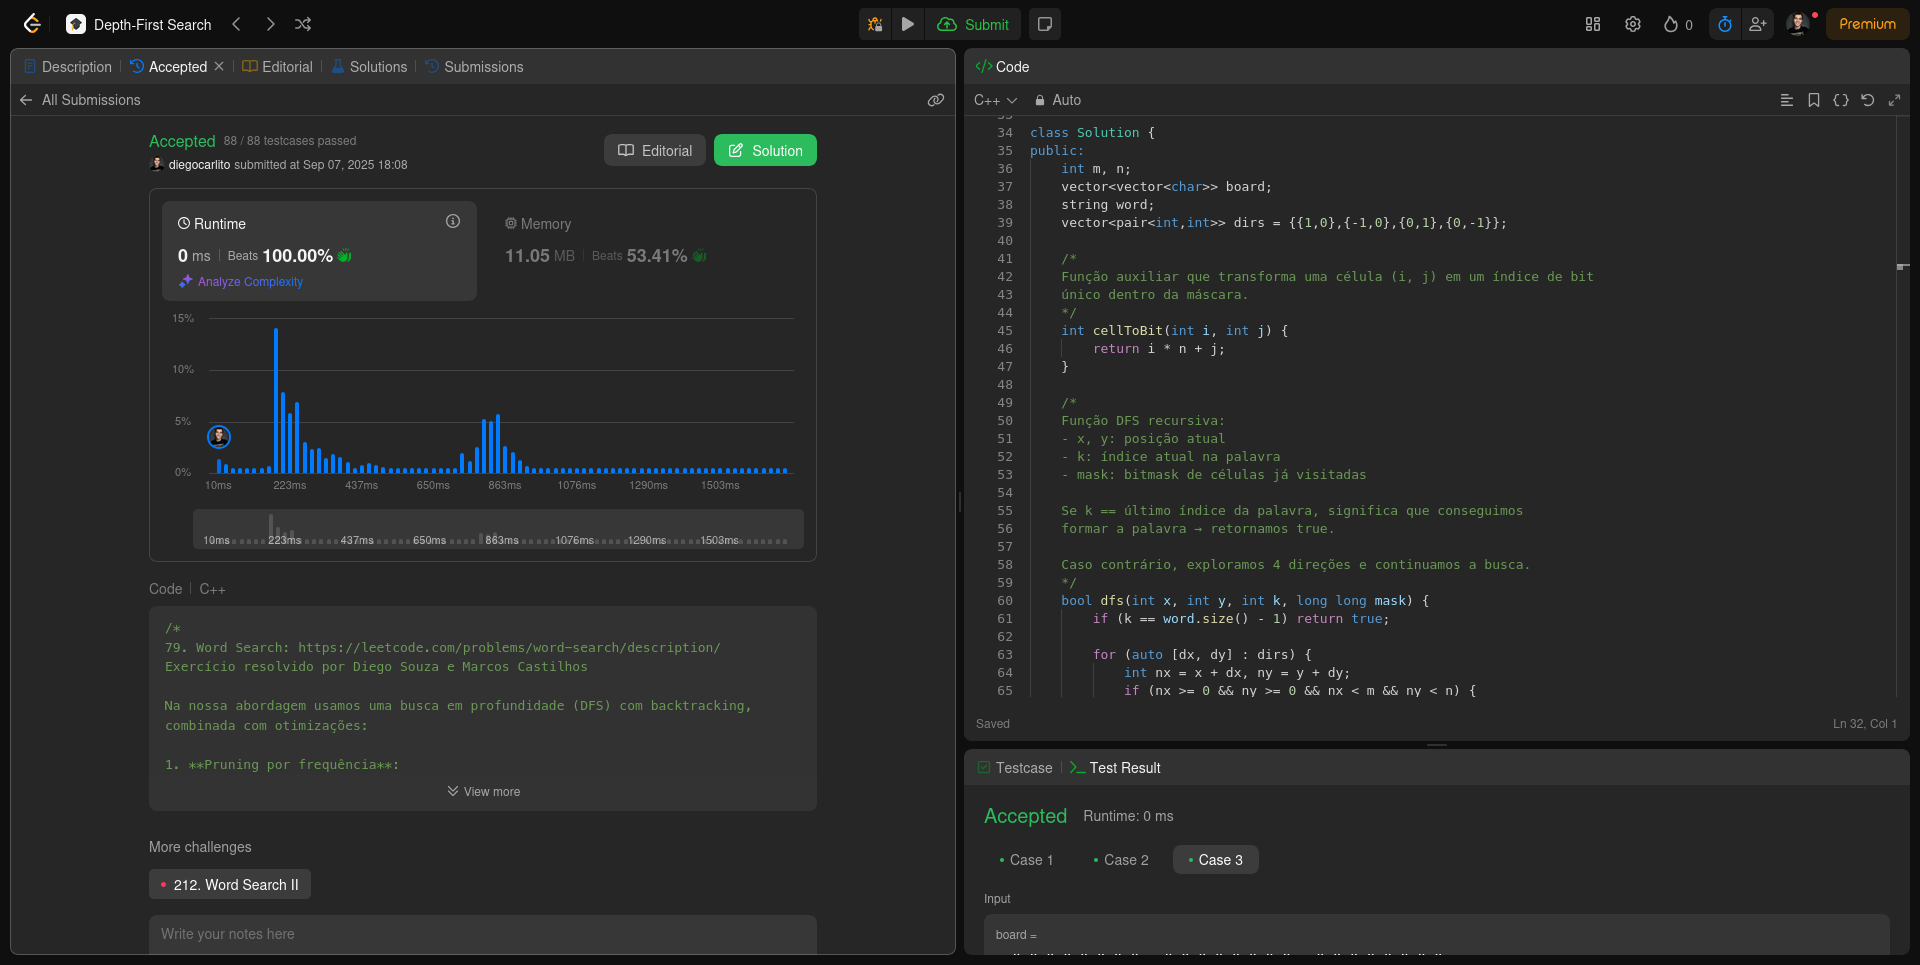 Depth-First Search
Submit
0
Premium
Description
Accepted
Editorial
Solutions
Submissions
All Submissions
Accepted 88 / 88 testcases passed
diegocarlito submitted at Sep 07, 2025 18:08
Editorial
Solution
Runtime
0 ms Beats 100.00%
Analyze Complexity
Memory
11.05 MB Beats 53.41%
15%
10%
5%
0%
10ms 223ms 437ms 650ms 863ms 1076ms 1290ms 1503ms
10ms 223ms 437ms 650ms 863ms 1076ms 1290ms 1503ms
Code C++
/*
79. Word Search: https://leetcode.com/problems/word-search/description/
Exercício resolvido por Diego Souza e Marcos Castilhos
Na nossa abordagem usamos uma busca em profundidade (DFS) com backtracking,
combinada com otimizações:
1. **Pruning por frequência**:
View more
More challenges
212. Word Search II
Write your notes here
</> Code
C++ Auto
34 class Solution {
35 public:
36 int m, n;
37 vector<vector<char>> board;
38 string word;
39 vector<pair<int,int>> dirs = {{1,0},{-1,0},{0,1},{0,-1}};
40
41 /*
42 Função auxiliar que transforma uma célula (i, j) em um índice de bit
43 único dentro da máscara.
44 */
45 int cellToBit(int i, int j) {
46 return i * n + j;
47 }
48
49 /*
50 Função DFS recursiva:
51 - x, y: posição atual
52 - k: índice atual na palavra
53 - mask: bitmask de células já visitadas
54
55 Se k == último índice da palavra, significa que conseguimos
56 formar a palavra → retornamos true.
57
58 Caso contrário, exploramos 4 direções e continuamos a busca.
59 */
60 bool dfs(int x, int y, int k, long long mask) {
61 if (k == word.size() - 1) return true;
62
63 for (auto [dx, dy] : dirs) {
64 int nx = x + dx, ny = y + dy;
65 if (nx >= 0 && ny >= 0 && nx < m && ny < n) {
Saved
Ln 32, Col 1
Testcase
Test Result
Accepted Runtime: 0 ms
Case 1
Case 2
Case 3
Input
board =